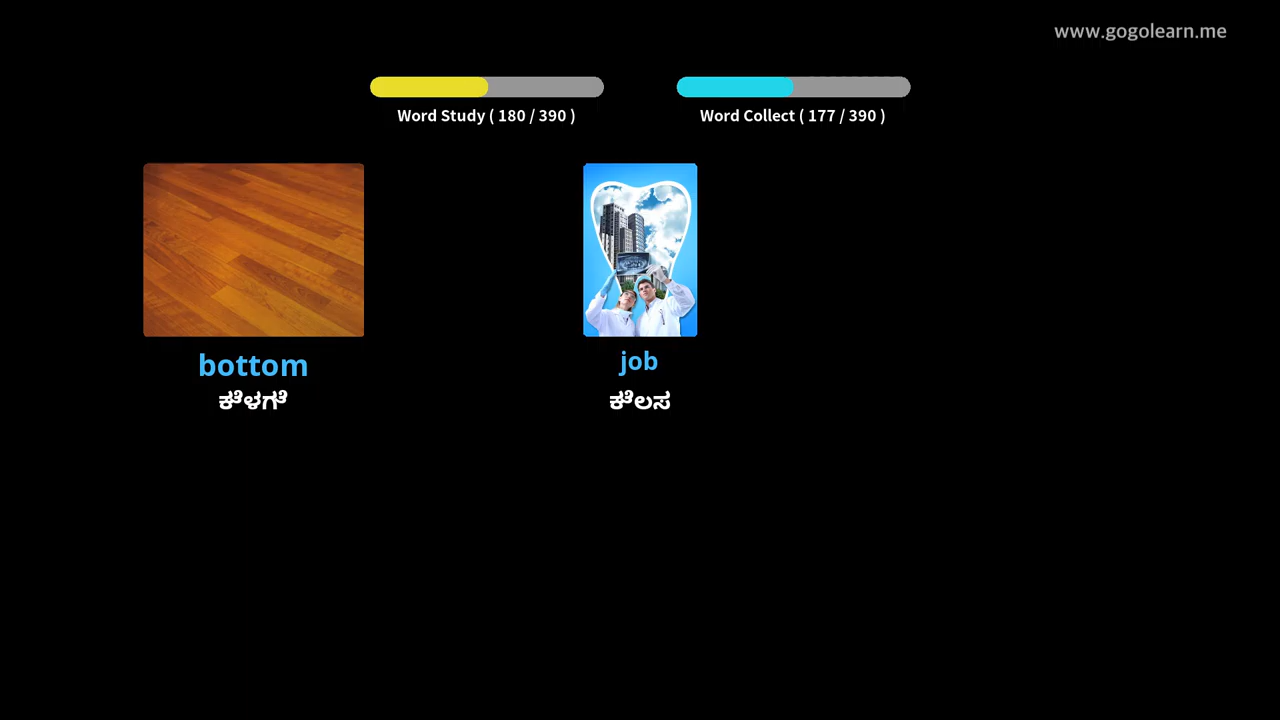 www.gogolearn.me
Word Study ( 180 / 390 )
Word Collect ( 177 / 390 )
bottom
ಕೆಳಗೆ
job
ಕೆಲಸ